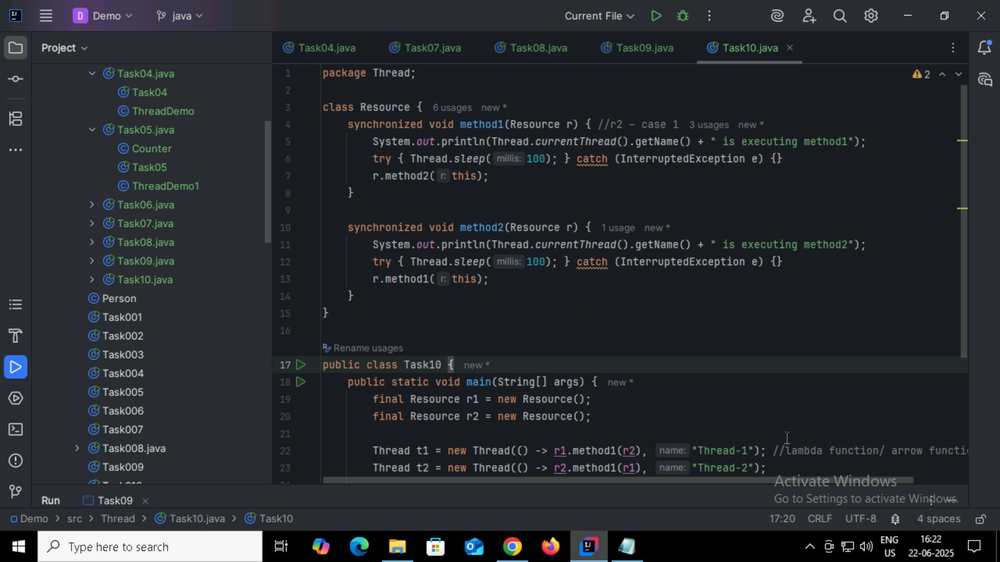 D Demo java Current File
Project
Task04.java Task07.java Task08.java Task09.java Task10.java
Task04.java
Task04
ThreadDemo
Task05.java
Counter
Task05
ThreadDemo1
Task06.java
Task07.java
Task08.java
Task09.java
Task10.java
Person
Task001
Task002
Task003
Task004
Task005
Task006
Task007
Task008.java
Task009
2
1 package Thread;
2
3 class Resource { 6 usages new *
4 synchronized void method1(Resource r) { //r2 - case 1 3 usages new *
5 System.out.println(Thread.currentThread().getName() + " is executing method1");
6 try { Thread.sleep( millis: 100); } catch (InterruptedException e) {}
7 r.method2( r: this);
8 }
9
10 synchronized void method2(Resource r) { 1 usage new *
11 System.out.println(Thread.currentThread().getName() + " is executing method2");
12 try { Thread.sleep( millis: 100); } catch (InterruptedException e) {}
13 r.method1( r: this);
14 }
15 }
16
Rename usages
17 public class Task10 { new *
18 public static void main(String[] args) { new *
19 final Resource r1 = new Resource();
20 final Resource r2 = new Resource();
21
22 Thread t1 = new Thread(() -> r1.method1(r2), name: "Thread-1"); //lambda function/ arrow functi
23 Thread t2 = new Thread(() -> r2.method1(r1), name: "Thread-2");
Activate Windows
Go to Settings to activate Windows.
Run Task09
Demo > src > Thread > Task10.java > Task10 17:20 CRLF UTF-8 4 spaces
Type here to search
ENG
US
16:22
22-06-2025